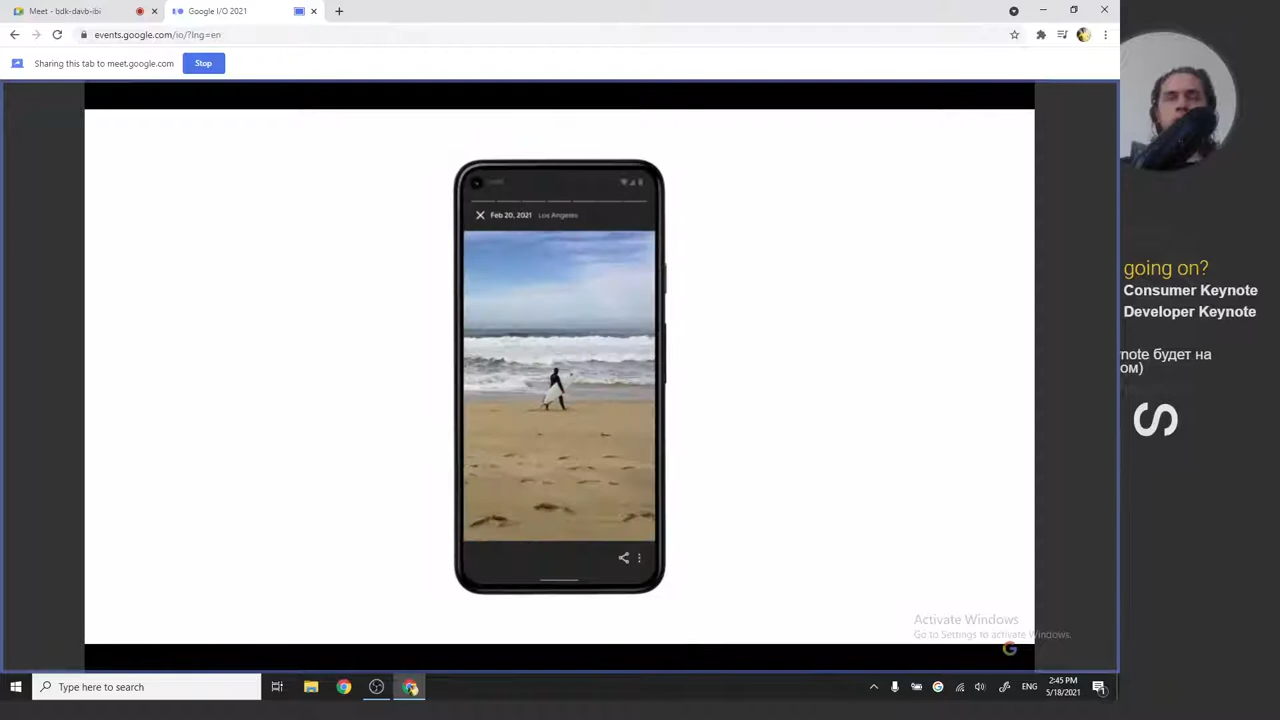 Meet - bdk-davb-ibi
Google I/O 2021
events.google.com/io/?lng=en
Sharing this tab to meet.google.com
Stop
Feb 20, 2021 Los Angeles
going on?
Consumer Keynote
Developer Keynote
note будет на
ом)
S
Activate Windows
Go to Settings to activate Windows.
Type here to search
ENG
2:45 PM
5/18/2021